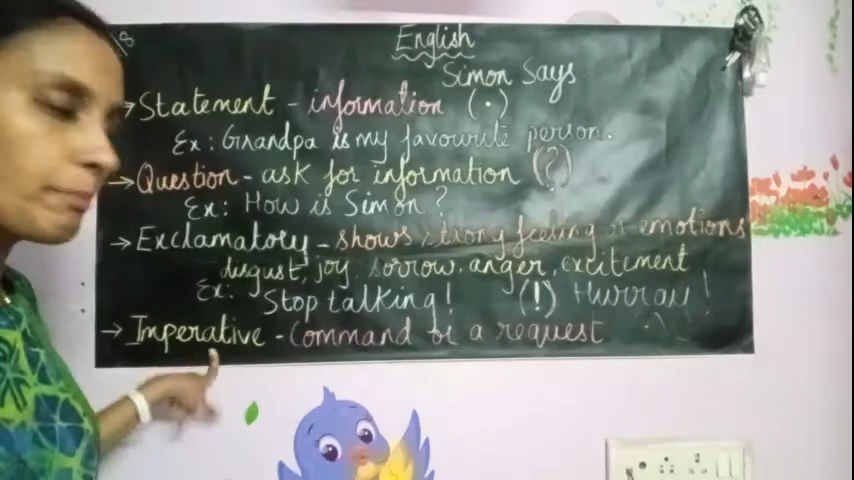 English
Simon Says
→ Statement - information (.)
Ex: Grandpa is my favourite person.
→ Question - ask for information (?)
Ex: How is Simon?
→ Exclamatory - shows strong feeling or emotions
disgust, joy, sorrow, anger, excitement
Ex: Stop talking! (!) Hurray!
→ Imperative - Command or a request